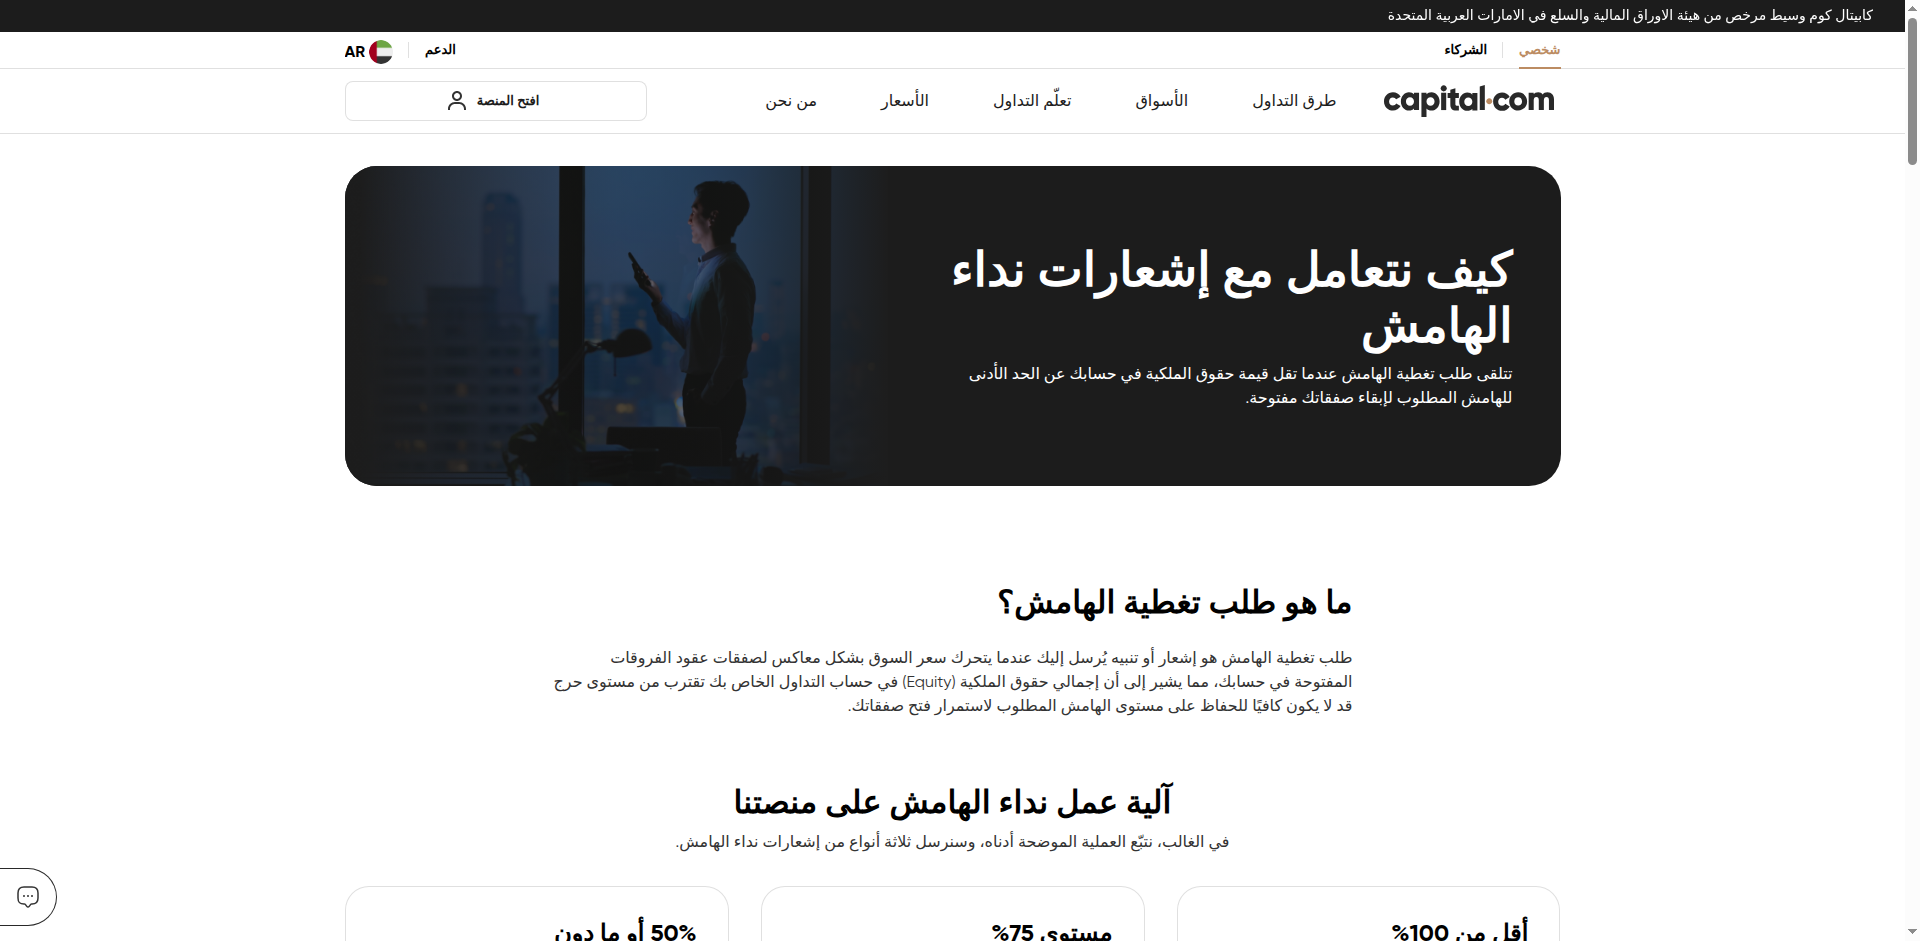 كابيتال كوم وسيط مرخص من هيئة الاوراق المالية والسلع في الامارات العربية المتحدة
شخصي
الشركاء
الدعم
AR
capital.com
طرق التداول
الأسواق
تعلّم التداول
الأسعار
من نحن
افتح المنصة
كيف نتعامل مع إشعارات نداء
الهامش
تتلقى طلب تغطية الهامش عندما تقل قيمة حقوق الملكية في حسابك عن الحد الأدنى
للهامش المطلوب لإبقاء صفقاتك مفتوحة.
ما هو طلب تغطية الهامش؟
طلب تغطية الهامش هو إشعار أو تنبيه يُرسل إليك عندما يتحرك سعر السوق بشكل معاكس لصفقات عقود الفروقات
المفتوحة في حسابك، مما يشير إلى أن إجمالي حقوق الملكية (Equity) في حساب التداول الخاص بك تقترب من مستوى حرج
قد لا يكون كافيًا للحفاظ على مستوى الهامش المطلوب لاستمرار فتح صفقاتك.
آلية عمل نداء الهامش على منصتنا
في الغالب، نتبّع العملية الموضحة أدناه، وسنرسل ثلاثة أنواع من إشعارات نداء الهامش.
أقل من 100%
مستوى 75%
50% أو ما دون